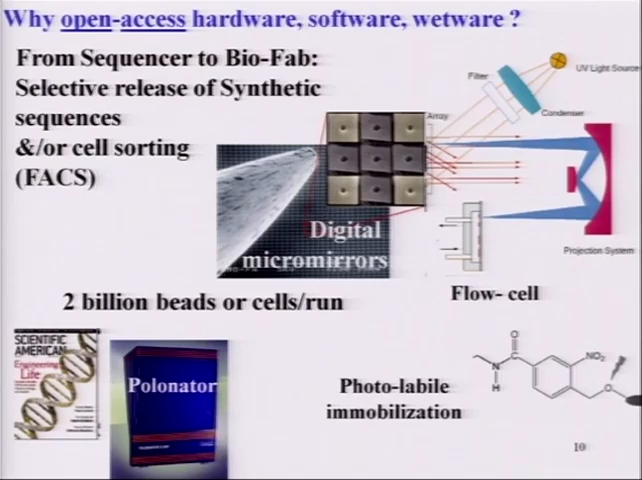 Why open-access hardware, software, wetware ?
From Sequencer to Bio-Fab:
Selective release of Synthetic
sequences
&/or cell sorting
(FACS)
Filter
UV Light Source
Array
Condenser
Digital
micromirrors
Projection System
2 billion beads or cells/run
Flow- cell
SCIENTIFIC
AMERICAN
Engineering
Life
Polonator
Photo-labile
immobilization
O
NO2
N
H
O
10